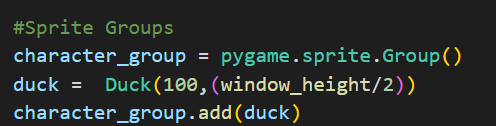 #Sprite Groups
character_group = pygame.sprite.Group()
duck =  Duck(100,(window_height/2))
character_group.add(duck)